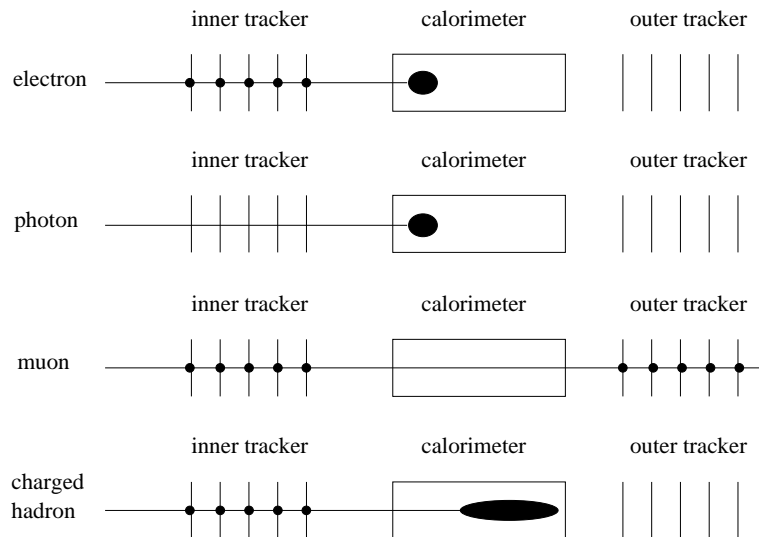 inner tracker calorimeter outer tracker
electron
inner tracker calorimeter outer tracker
photon
inner tracker calorimeter outer tracker
muon
inner tracker calorimeter outer tracker
charged
hadron